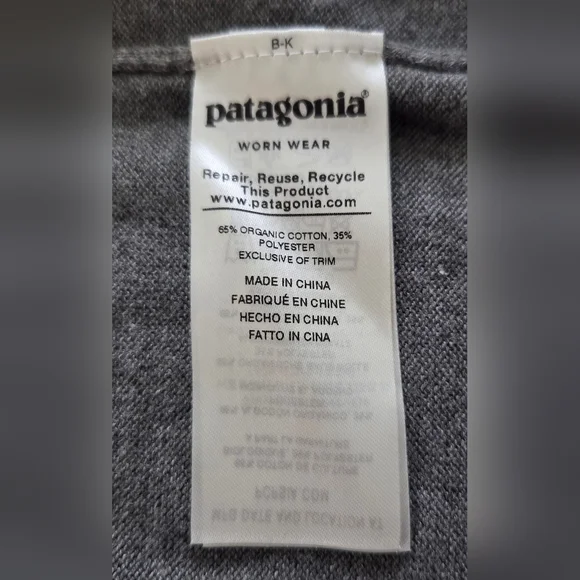 B-K
patagonia®
WORN WEAR
Repair, Reuse, Recycle
This Product
www.patagonia.com
65% ORGANIC COTTON, 35%
POLYESTER
EXCLUSIVE OF TRIM
MADE IN CHINA
FABRIQUÉ EN CHINE
HECHO EN CHINA
FATTO IN CINA